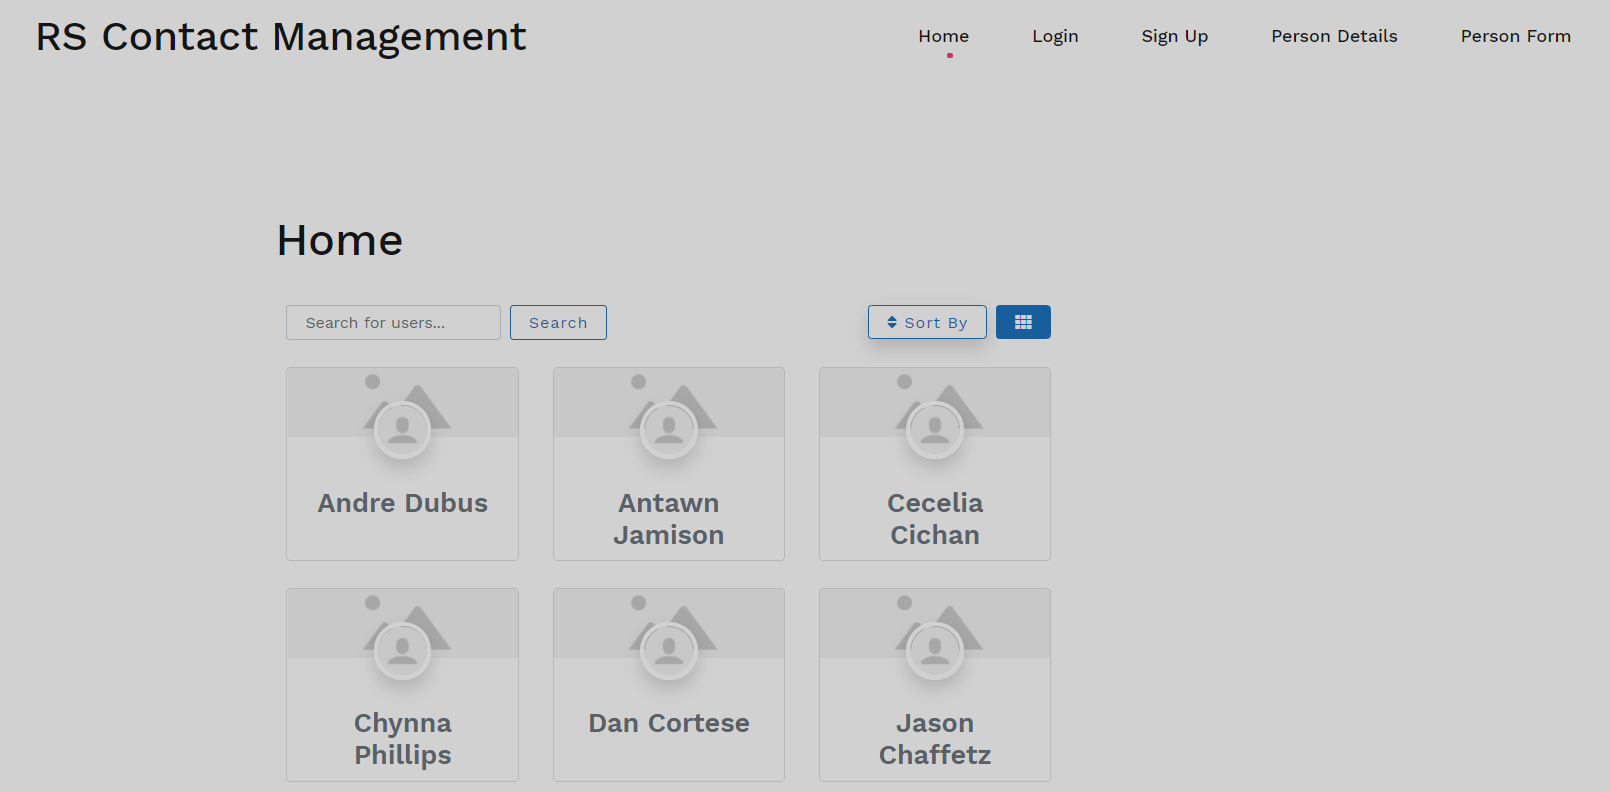 RS Contact Management
Home
Login
Sign Up
Person Details
Person Form
Home
Search for users...
Search
Sort By
Andre Dubus
Antawn
Jamison
Cecelia
Cichan
Chynna
Phillips
Dan Cortese
Jason
Chaffetz